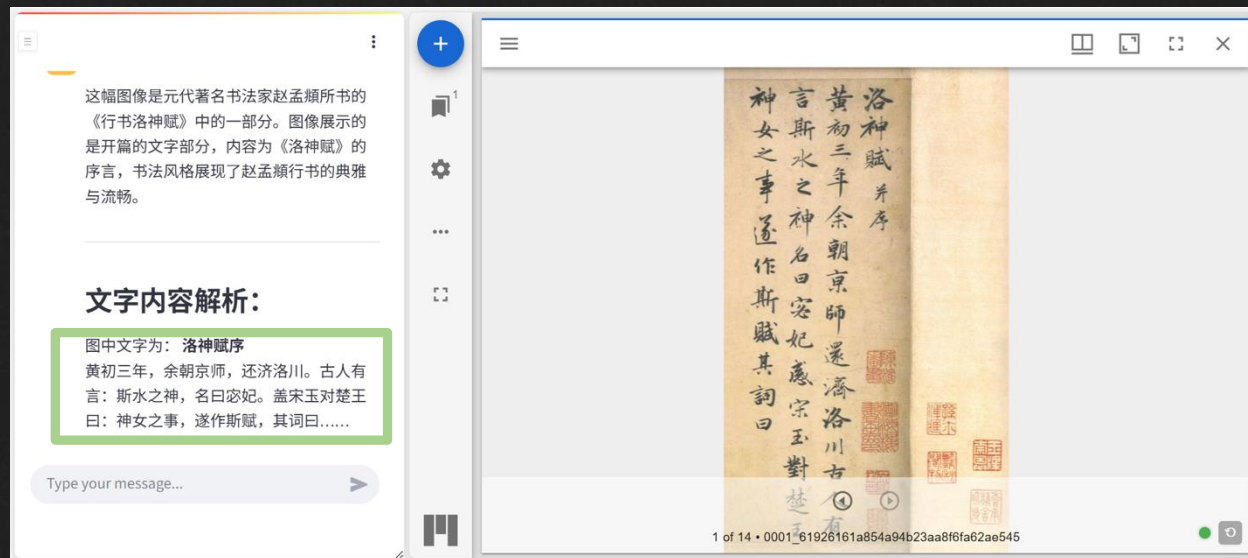 这幅图像是元代著名书法家赵孟頫所书的
《行书洛神赋》中的一部分。图像展示的
是开篇的文字部分，内容为《洛神赋》的
序言，书法风格展现了赵孟頫行书的典雅
与流畅。
文字内容解析：
图中文字为： 洛神赋序
黄初三年，余朝京师，还济洛川。古人有
言：斯水之神，名曰宓妃。盖宋玉对楚王
曰：神女之事，遂作斯赋，其词曰……
Type your message...
1
洛神賦 并序
黄初三年余朝京師還濟洛川古人有
言斯水之神名曰宓妃感宋玉對楚王
神女之事遂作斯賦其詞曰
1 of 14 • 0001_61926161a854a94b23aa8f6fa62ae545